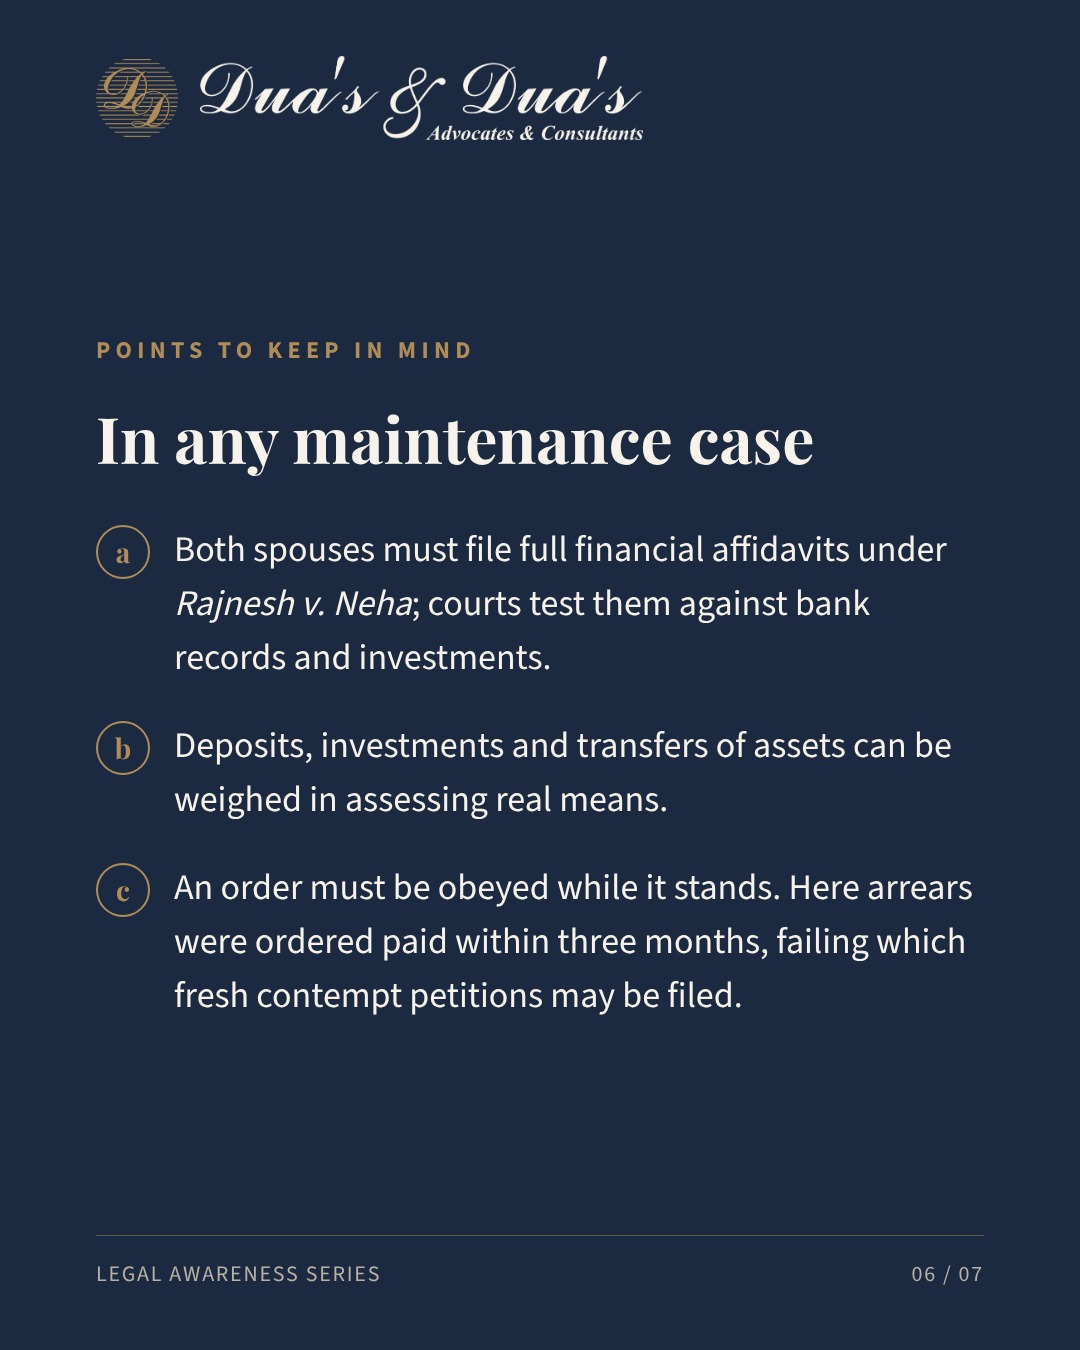 DD Dua's & Dua's
Advocates & Consultants
POINTS TO KEEP IN MIND
In any maintenance case
a Both spouses must file full financial affidavits under
Rajnesh v. Neha; courts test them against bank
records and investments.
b Deposits, investments and transfers of assets can be
weighed in assessing real means.
c An order must be obeyed while it stands. Here arrears
were ordered paid within three months, failing which
fresh contempt petitions may be filed.
LEGAL AWARENESS SERIES 06 / 07